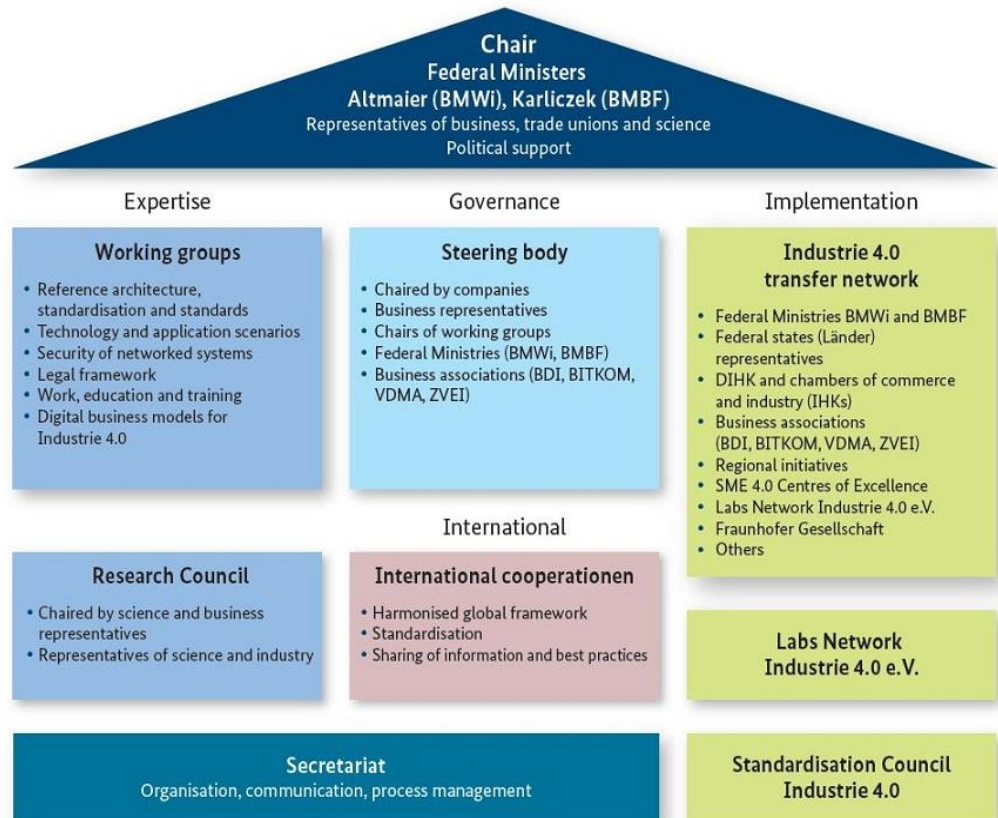 Chair
Federal Ministers
Altmaier (BMWi), Karliczek (BMBF)
Representatives of business, trade unions and science
Political support
Expertise
Working groups
• Reference architecture,
standardisation and standards
• Technology and application scenarios
• Security of networked systems
• Legal framework
• Work, education and training
• Digital business models for
Industrie 4.0
Research Council
• Chaired by science and business
representatives
• Representatives of science and industry
Governance
Steering body
• Chaired by companies
• Business representatives
• Chairs of working groups
• Federal Ministries (BMWi, BMBF)
• Business associations (BDI, BITKOM,
VDMA, ZVEI)
International
International cooperationen
• Harmonised global framework
• Standardisation
• Sharing of information and best practices
Implementation
Industrie 4.0
transfer network
• Federal Ministries BMWi and BMBF
• Federal states (Länder)
representatives
• DIHK and chambers of commerce
and industry (IHKs)
• Business associations
(BDI, BITKOM, VDMA, ZVEI)
• Regional initiatives
• SME 4.0 Centres of Excellence
• Labs Network Industrie 4.0 e.V.
• Fraunhofer Gesellschaft
• Others
Labs Network
Industrie 4.0 e.V.
Secretariat
Organisation, communication, process management
Standardisation Council
Industrie 4.0